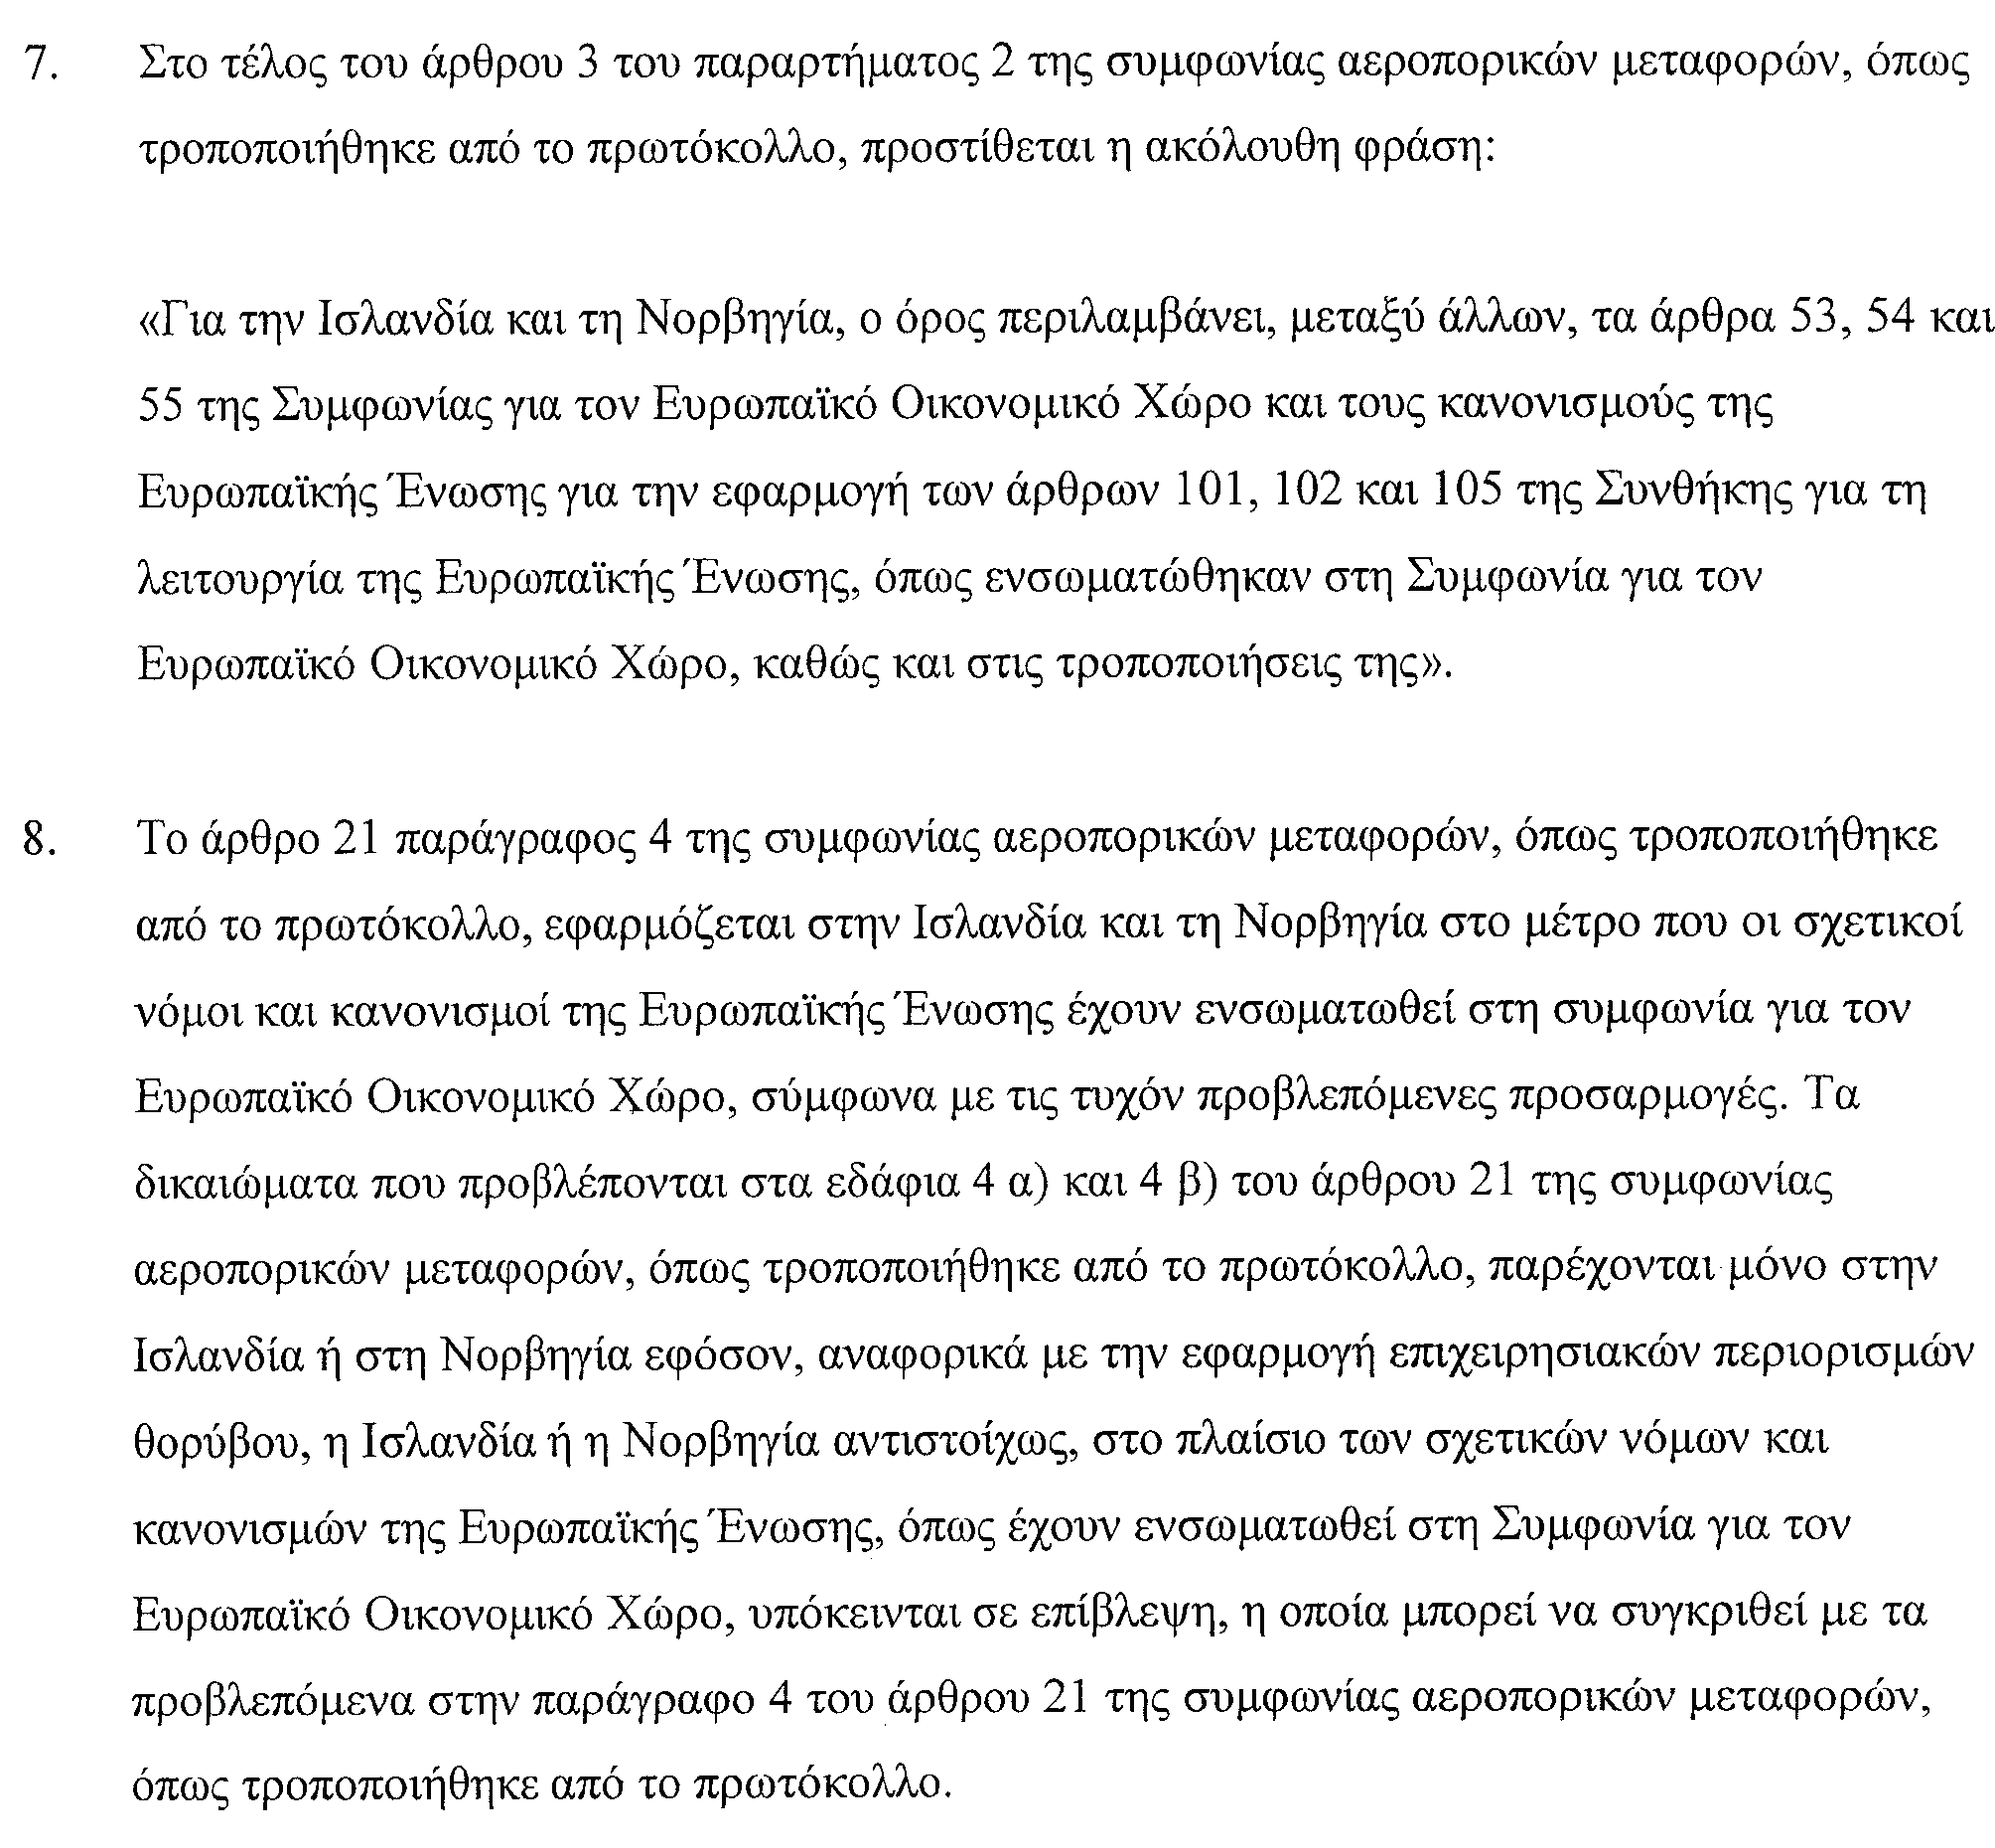 7. Στο τέλος του άρθρου 3 του παραρτήματος 2 της συμφωνίας αεροπορικών μεταφορών, όπως
τροποποιήθηκε από το πρωτόκολλο, προστίθεται η ακόλουθη φράση:
«Για την Ισλανδία και τη Νορβηγία, ο όρος περιλαμβάνει, μεταξύ άλλων, τα άρθρα 53, 54 και
55 της Συμφωνίας για τον Ευρωπαϊκό Οικονομικό Χώρο και τους κανονισμούς της
Ευρωπαϊκής Ένωσης για την εφαρμογή των άρθρων 101, 102 και 105 της Συνθήκης για τη
λειτουργία της Ευρωπαϊκής Ένωσης, όπως ενσωματώθηκαν στη Συμφωνία για τον
Ευρωπαϊκό Οικονομικό Χώρο, καθώς και στις τροποποιήσεις της».
8. Το άρθρο 21 παράγραφος 4 της συμφωνίας αεροπορικών μεταφορών, όπως τροποποιήθηκε
από το πρωτόκολλο, εφαρμόζεται στην Ισλανδία και τη Νορβηγία στο μέτρο που οι σχετικοί
νόμοι και κανονισμοί της Ευρωπαϊκής Ένωσης έχουν ενσωματωθεί στη συμφωνία για τον
Ευρωπαϊκό Οικονομικό Χώρο, σύμφωνα με τις τυχόν προβλεπόμενες προσαρμογές. Τα
δικαιώματα που προβλέπονται στα εδάφια 4 α) και 4 β) του άρθρου 21 της συμφωνίας
αεροπορικών μεταφορών, όπως τροποποιήθηκε από το πρωτόκολλο, παρέχονται μόνο στην
Ισλανδία ή στη Νορβηγία εφόσον, αναφορικά με την εφαρμογή επιχειρησιακών περιορισμών
θορύβου, η Ισλανδία ή η Νορβηγία αντιστοίχως, στο πλαίσιο των σχετικών νόμων και
κανονισμών της Ευρωπαϊκής Ένωσης, όπως έχουν ενσωματωθεί στη Συμφωνία για τον
Ευρωπαϊκό Οικονομικό Χώρο, υπόκεινται σε επίβλεψη, η οποία μπορεί να συγκριθεί με τα
προβλεπόμενα στην παράγραφο 4 του άρθρου 21 της συμφωνίας αεροπορικών μεταφορών,
όπως τροποποιήθηκε από το πρωτόκολλο.